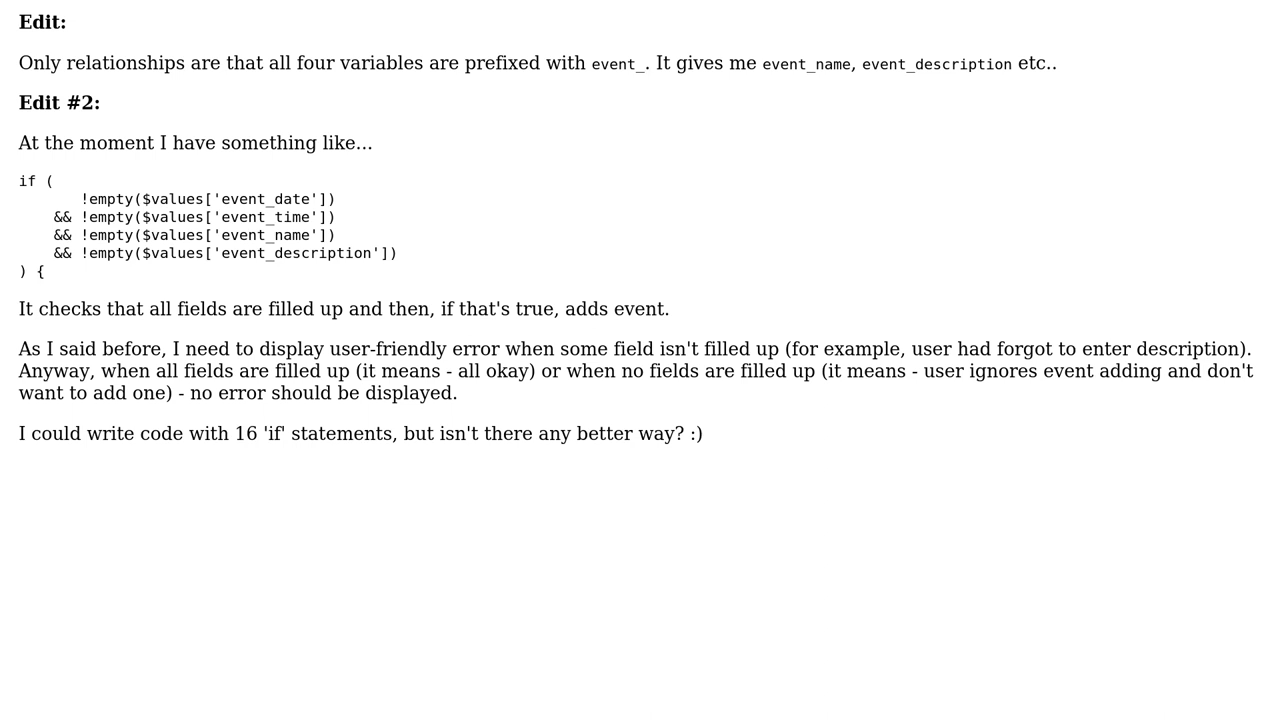 Edit:
Only relationships are that all four variables are prefixed with event_. It gives me event_name, event_description etc..
Edit #2:
At the moment I have something like...
if (
       !empty($values['event_date'])
    && !empty($values['event_time'])
    && !empty($values['event_name'])
    && !empty($values['event_description'])
) {
It checks that all fields are filled up and then, if that's true, adds event.
As I said before, I need to display user-friendly error when some field isn't filled up (for example, user had forgot to enter description).
Anyway, when all fields are filled up (it means - all okay) or when no fields are filled up (it means - user ignores event adding and don't
want to add one) - no error should be displayed.
I could write code with 16 'if' statements, but isn't there any better way? :)